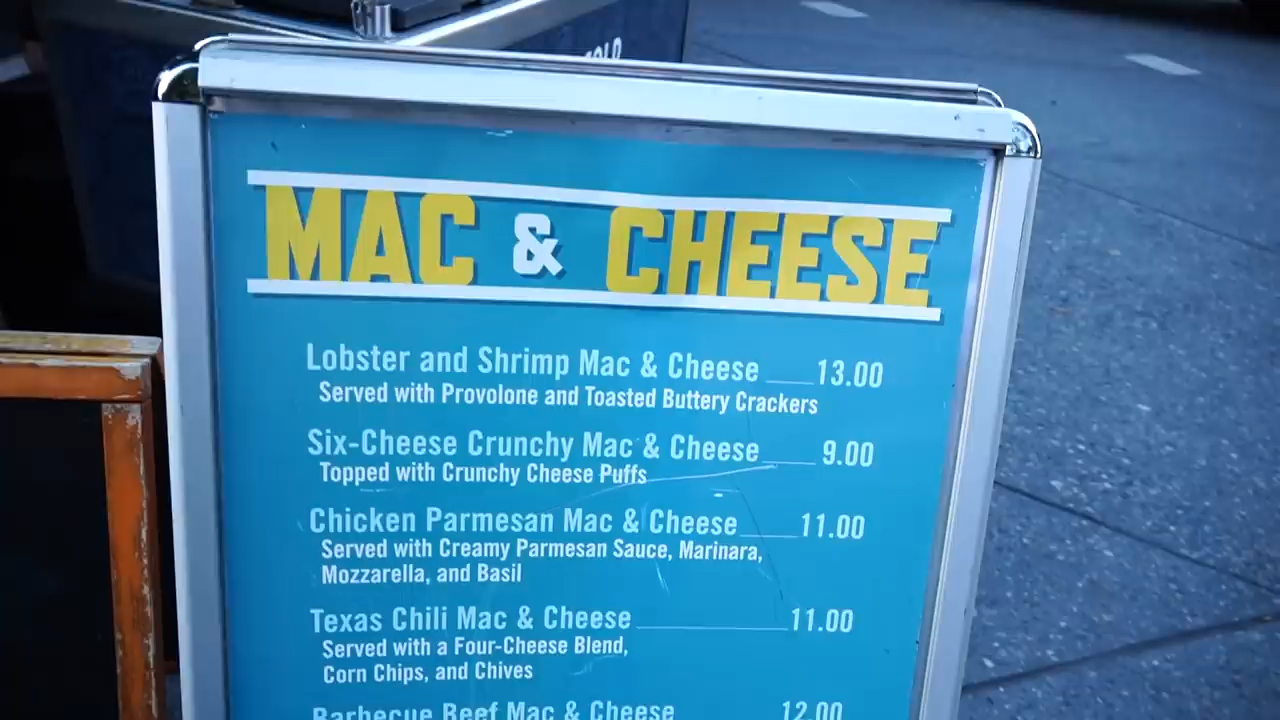 MAC & CHEESE
Lobster and Shrimp Mac & Cheese 13.00
Served with Provolone and Toasted Buttery Crackers
Six-Cheese Crunchy Mac & Cheese 9.00
Topped with Crunchy Cheese Puffs
Chicken Parmesan Mac & Cheese 11.00
Served with Creamy Parmesan Sauce, Marinara,
Mozzarella, and Basil
Texas Chili Mac & Cheese 11.00
Served with a Four-Cheese Blend,
Corn Chips, and Chives
Barbecue Beef Mac & Cheese 12.00